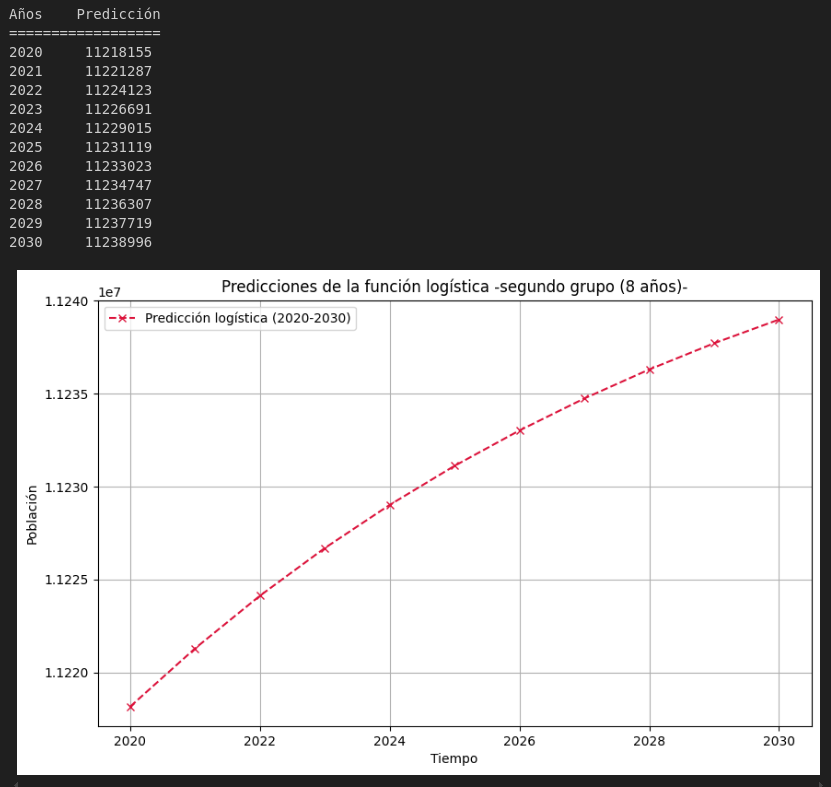 Años    Predicción
==================
2020     11218155
2021     11221287
2022     11224123
2023     11226691
2024     11229015
2025     11231119
2026     11233023
2027     11234747
2028     11236307
2029     11237719
2030     11238996
Predicciones de la función logística -segundo grupo (8 años)-
1e7
Predicción logística (2020-2030)
1.1240
1.1235
1.1230
1.1225
1.1220
Población
2020 2022 2024 2026 2028 2030
Tiempo